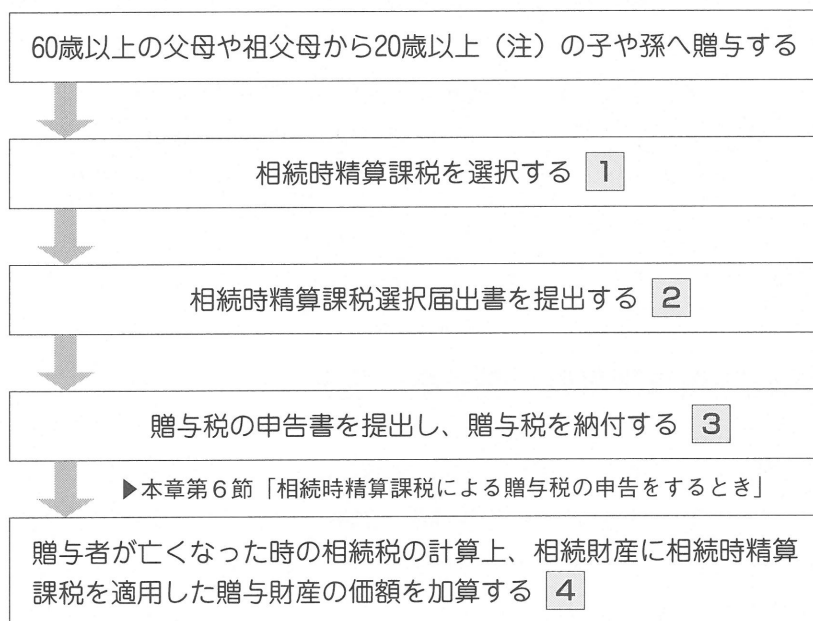 60歳以上の父母や祖父母から20歳以上（注）の子や孫へ贈与する
相続時精算課税を選択する 1
相続時精算課税選択届出書を提出する 2
贈与税の申告書を提出し、贈与税を納付する 3
▶本章第6節「相続時精算課税による贈与税の申告をするとき」
贈与者が亡くなった時の相続税の計算上、相続財産に相続時精算
課税を適用した贈与財産の価額を加算する 4